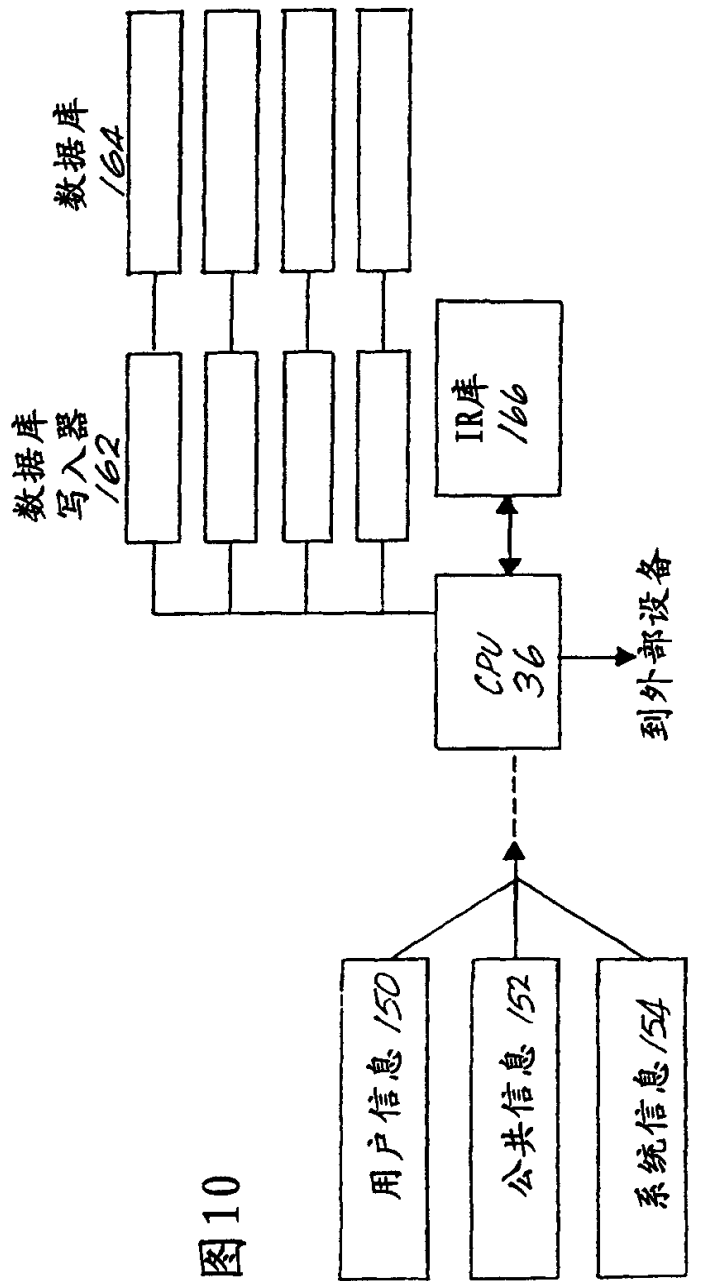 图10
用户信息 150
公共信息 152
系统信息 154
CPU
36
到外部设备
IR库
166
数据库
写入器
162
数据库
164